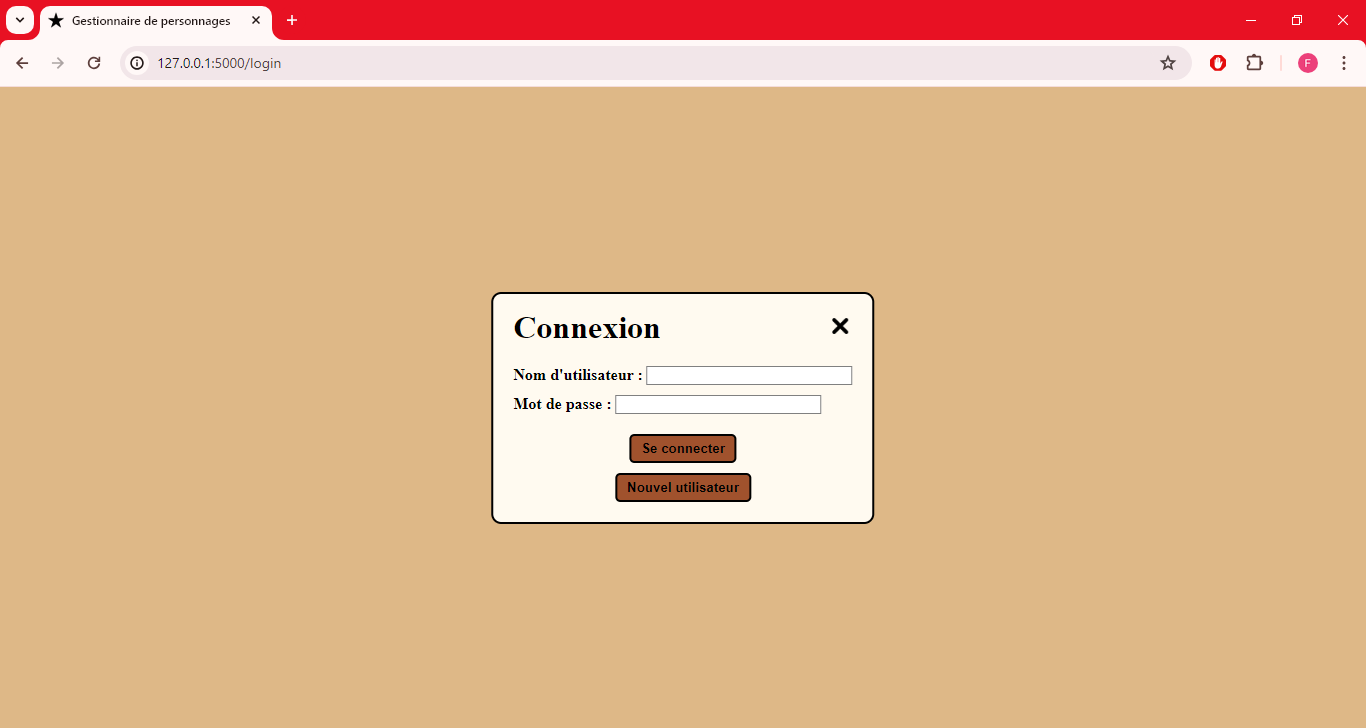 Gestionnaire de personnages
127.0.0.1:5000/login
F
Connexion
Nom d'utilisateur :
Mot de passe :
Se connecter
Nouvel utilisateur